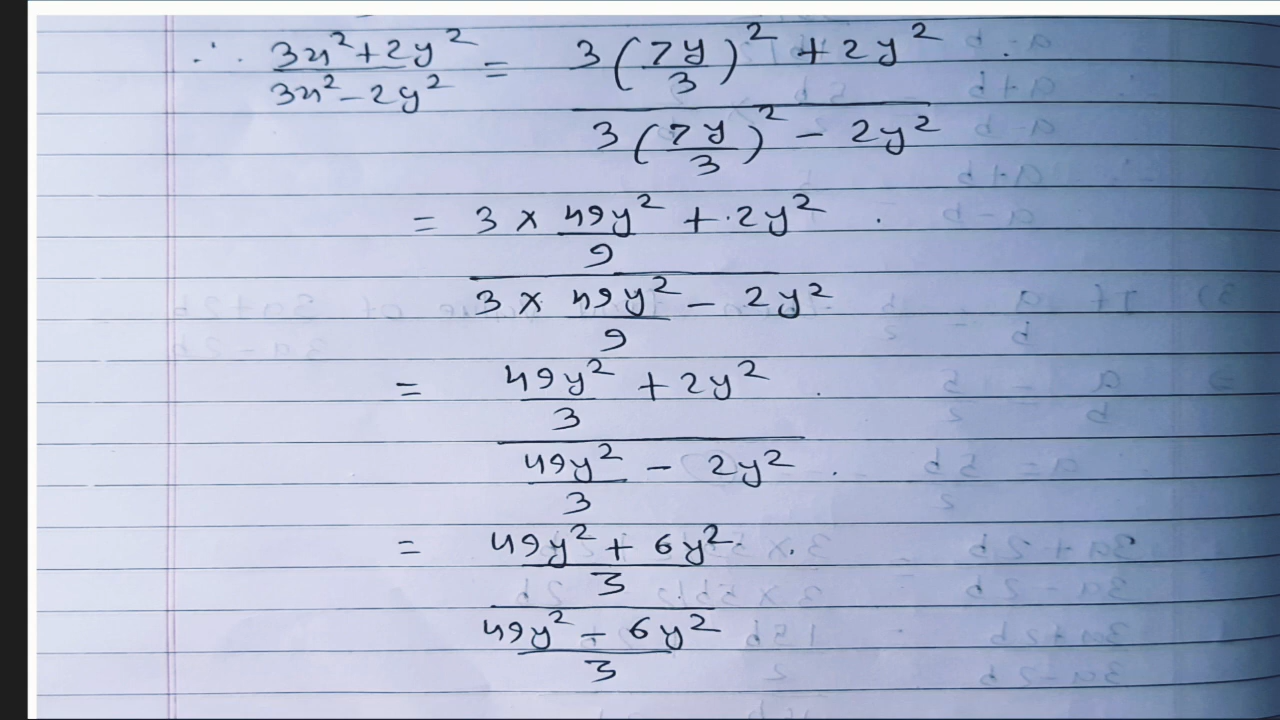 ∴ (3x²+2y²)/(3x²-2y²) = (3(7y/3)² + 2y²)/(3(7y/3)² - 2y²)
= (3 × 49y²/9 + 2y²)/(3 × 49y²/9 - 2y²)
= (49y²/3 + 2y²)/(49y²/3 - 2y²)
= ((49y² + 6y²)/3)/((49y² - 6y²)/3)